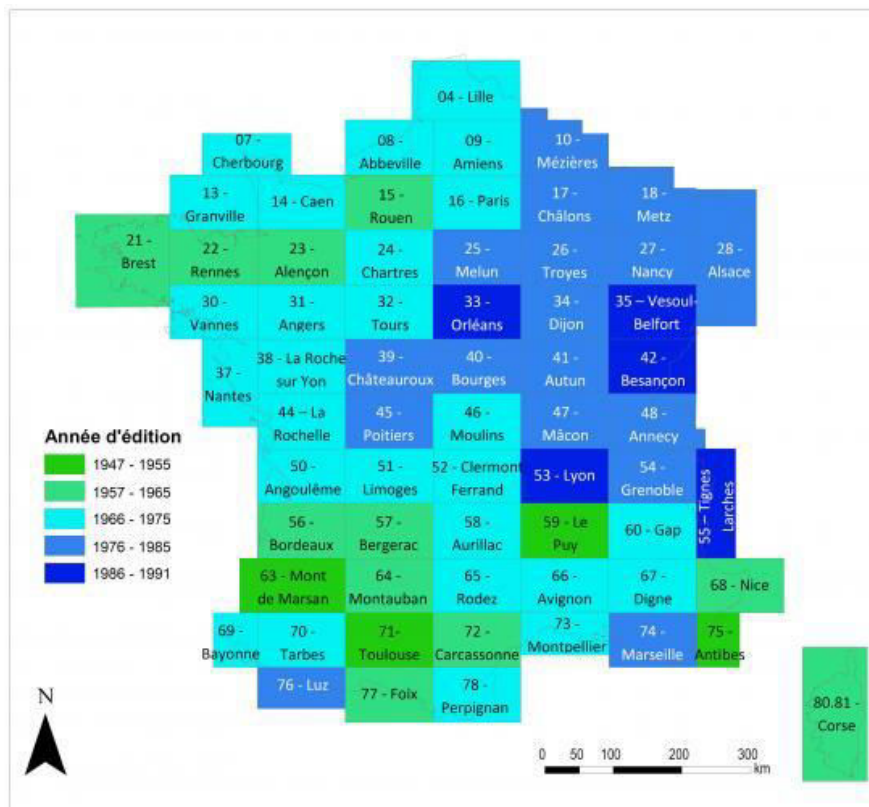 04 - Lille
07 -
Cherbourg
08 -
Abbeville
09 -
Amiens
10 -
Mézières
13 -
Granville
14 - Caen
15 -
Rouen
16 - Paris
17 -
Châlons
18 -
Metz
21 -
Brest
22 -
Rennes
23 -
Alençon
24 -
Chartres
25 -
Melun
26 -
Troyes
27 -
Nancy
28 -
Alsace
30 -
Vannes
31 -
Angers
32 -
Tours
33 -
Orléans
34 -
Dijon
35 – Vesoul-
Belfort
37 -
Nantes
38 - La Roche
sur Yon
39 -
Châteauroux
40 -
Bourges
41 -
Autun
42 -
Besançon
44 – La
Rochelle
45 -
Poitiers
46 -
Moulins
47 -
Mâcon
48 -
Annecy
50 -
Angoulême
51 -
Limoges
52 - Clermont
Ferrand
53 - Lyon
54 -
Grenoble
55 – Tignes
Larches
56 -
Bordeaux
57 -
Bergerac
58 -
Aurillac
59 - Le
Puy
60 - Gap
63 - Mont
de Marsan
64 -
Montauban
65 -
Rodez
66 -
Avignon
67 -
Digne
68 - Nice
69 -
Bayonne
70 -
Tarbes
71-
Toulouse
72 -
Carcassonne
73 -
Montpellier
74 -
Marseille
75 -
Antibes
76 - Luz
77 - Foix
78 -
Perpignan
80.81 -
Corse
Année d'édition
1947 - 1955
1957 - 1965
1966 - 1975
1976 - 1985
1986 - 1991
N
0 50 100 200 300
km